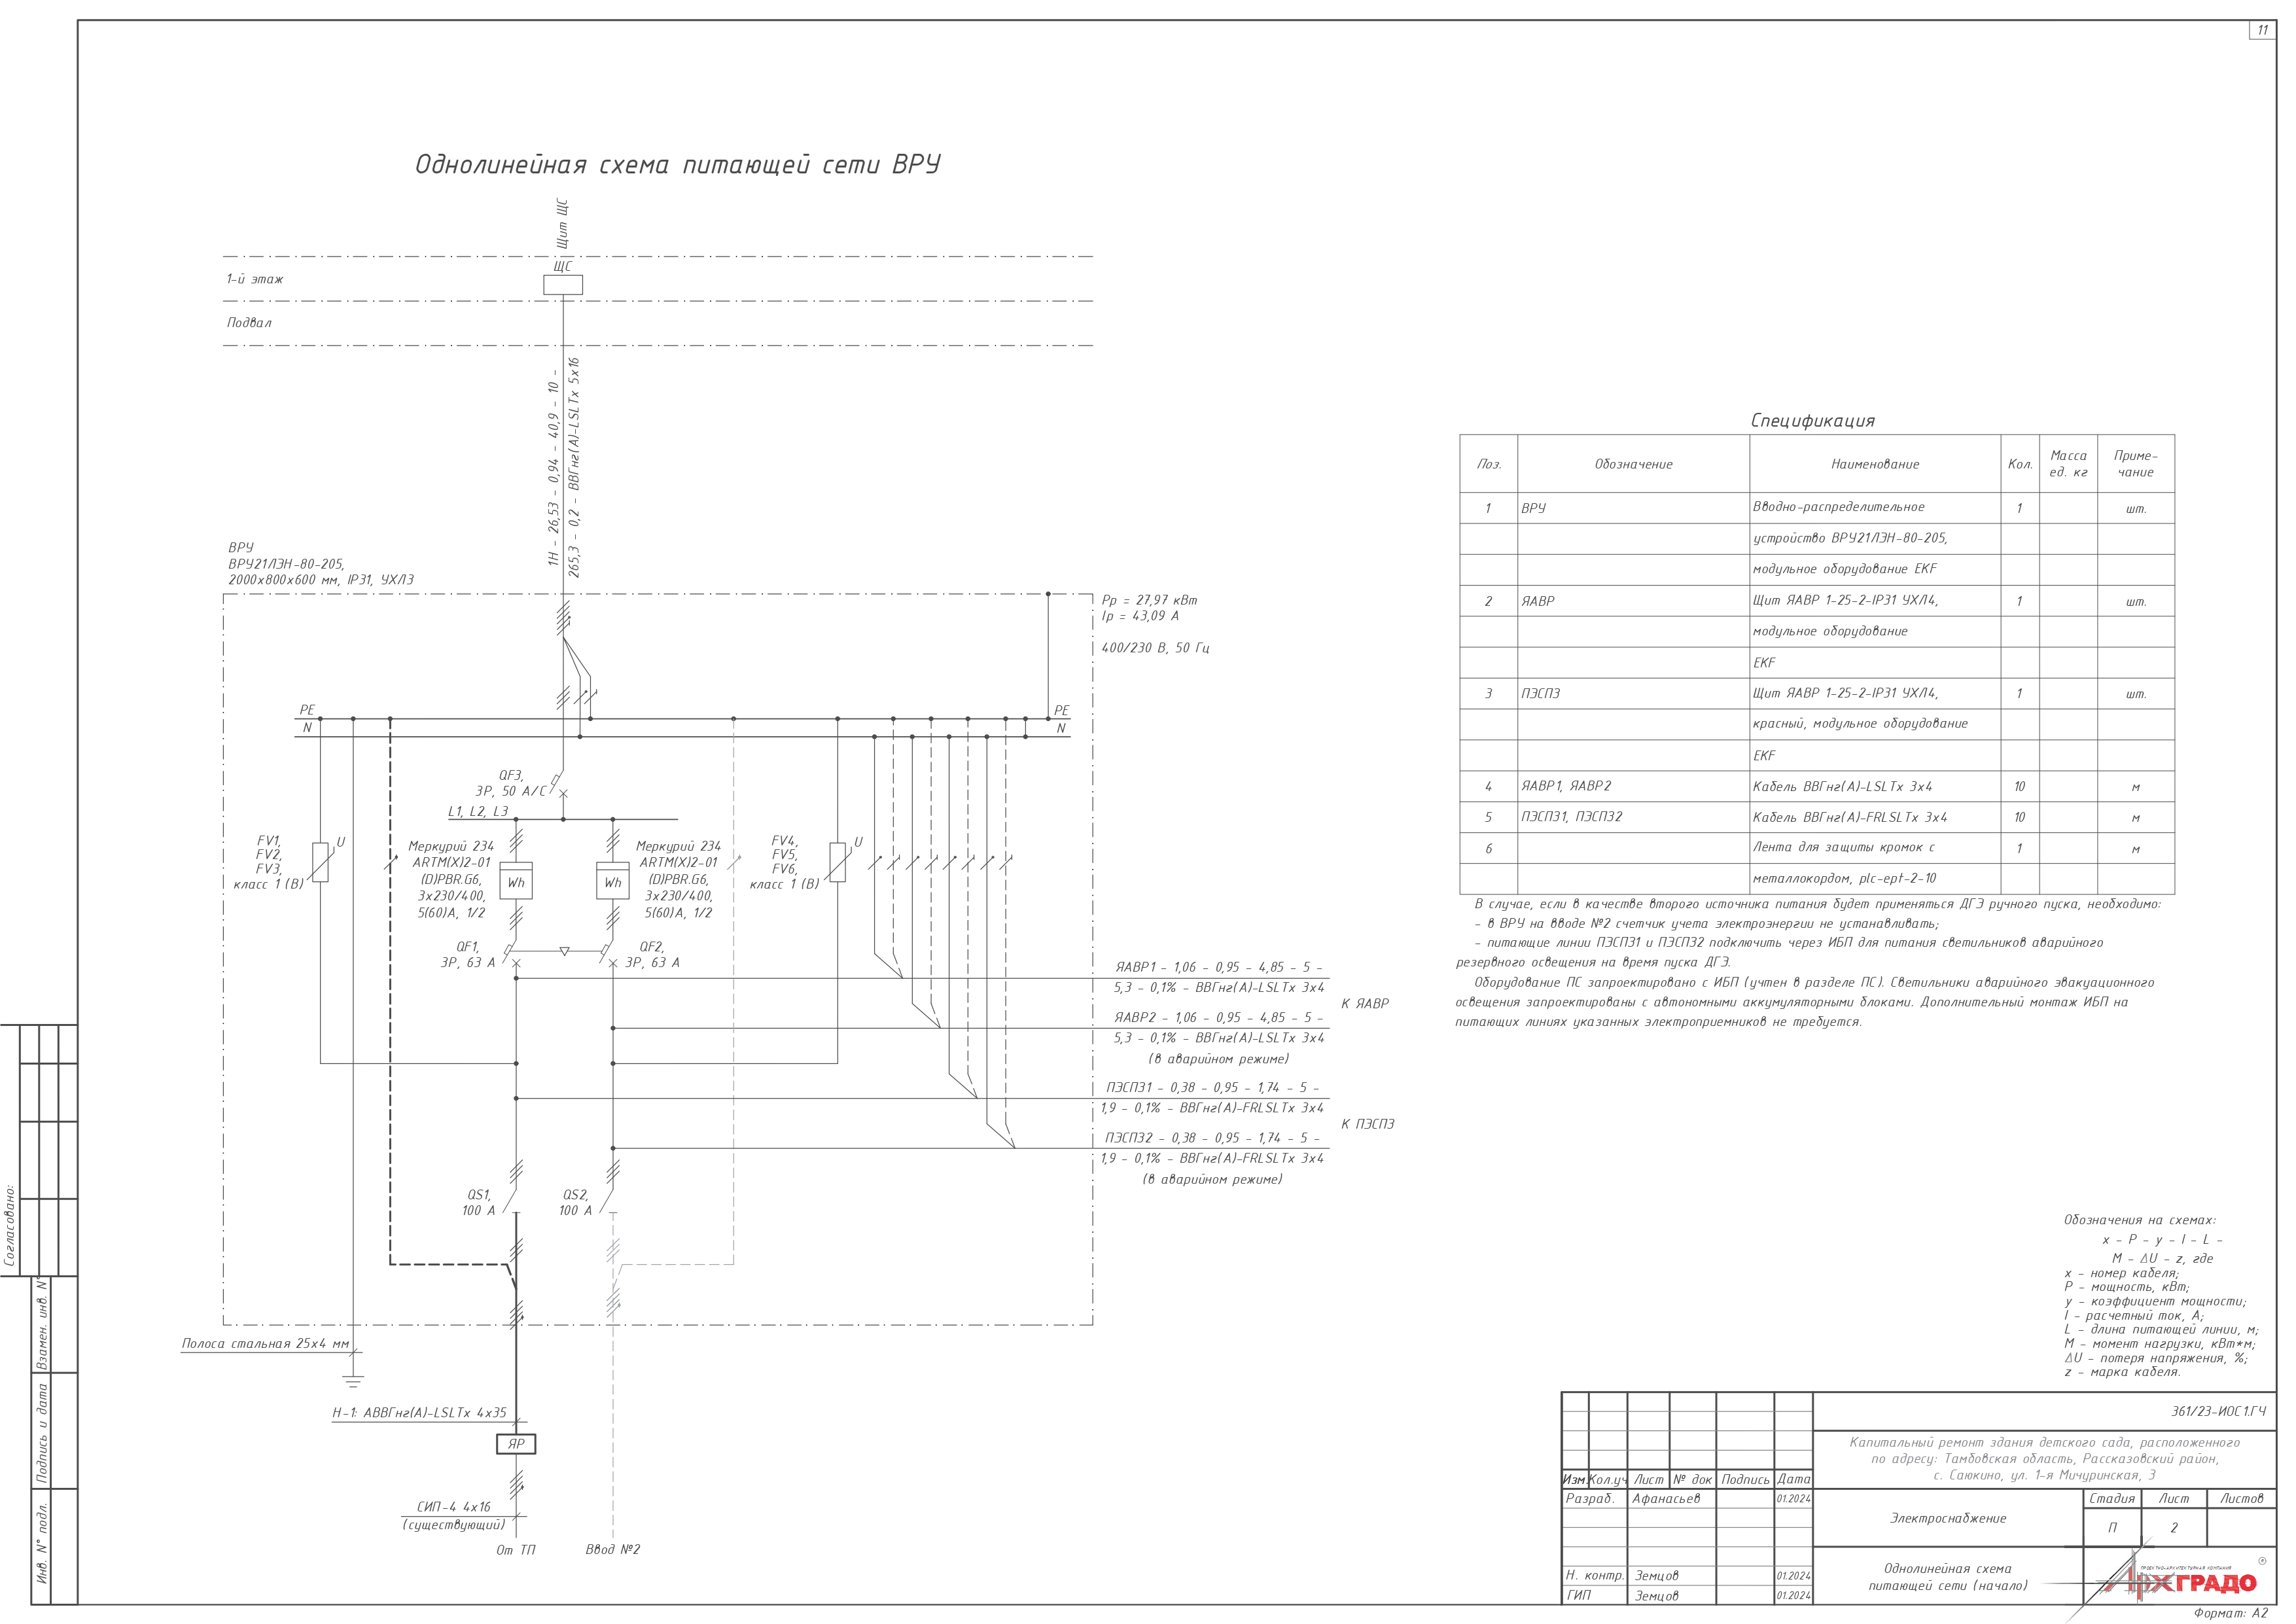 11
Однолинейная схема питающей сети ВРУ
Щит ЩС
ЩС
1-й этаж
Подвал
1Н - 26,53 - 0,94 - 40,9 - 10 -
265,3 - 0,2 - ВВГнг(А)-LSLTx 5х16
ВРУ
ВРУ21ЛЭН-80-205,
2000х800х600 мм, IP31, УХЛ3
Рр = 27,97 кВт
Iр = 43,09 А
400/230 В, 50 Гц
PE
N
PE
N
QF3,
3Р, 50 А/С
L1, L2, L3
FV1,
FV2,
FV3,
класс 1 (В)
U
Меркурий 234
ARTM(X)2-01
(D)PBR.G6,
3х230/400,
5(60)А, 1/2
Wh
Wh
Меркурий 234
ARTM(X)2-01
(D)PBR.G6,
3х230/400,
5(60)А, 1/2
FV4,
FV5,
FV6,
класс 1 (В)
U
QF1,
3Р, 63 А
QF2,
3Р, 63 А
ЯАВР1 - 1,06 - 0,95 - 4,85 - 5 -
5,3 - 0,1% - ВВГнг(А)-LSLTx 3х4
К ЯАВР
ЯАВР2 - 1,06 - 0,95 - 4,85 - 5 -
5,3 - 0,1% - ВВГнг(А)-LSLTx 3х4
(в аварийном режиме)
ПЭСПЗ1 - 0,38 - 0,95 - 1,74 - 5 -
1,9 - 0,1% - ВВГнг(А)-FRLSLTx 3х4
К ПЭСПЗ
ПЭСПЗ2 - 0,38 - 0,95 - 1,74 - 5 -
1,9 - 0,1% - ВВГнг(А)-FRLSLTx 3х4
(в аварийном режиме)
QS1,
100 А
QS2,
100 А
Полоса стальная 25х4 мм
Н-1: АВВГнг(А)-LSLTx 4х35
ЯР
СИП-4 4х16
(существующий)
От ТП
Ввод №2
Спецификация
Поз.
Обозначение
Наименование
Кол.
Масса
ед. кг
Приме-
чание
1 ВРУ Вводно-распределительное 1 шт.
устройство ВРУ21ЛЭН-80-205,
модульное оборудование EKF
2 ЯАВР Щит ЯАВР 1-25-2-IP31 УХЛ4, 1 шт.
модульное оборудование
EKF
3 ПЭСПЗ Щит ЯАВР 1-25-2-IP31 УХЛ4, 1 шт.
красный, модульное оборудование
EKF
4 ЯАВР1, ЯАВР2 Кабель ВВГнг(А)-LSLTx 3х4 10 м
5 ПЭСПЗ1, ПЭСПЗ2 Кабель ВВГнг(А)-FRLSLTx 3х4 10 м
6 Лента для защиты кромок с 1 м
металлокордом, plc-ept-2-10
В случае, если в качестве второго источника питания будет применяться ДГЭ ручного пуска, необходимо:
- в ВРУ на вводе №2 счетчик учета электроэнергии не устанавливать;
- питающие линии ПЭСПЗ1 и ПЭСПЗ2 подключить через ИБП для питания светильников аварийного
резервного освещения на время пуска ДГЭ.
Оборудование ПС запроектировано с ИБП (учтен в разделе ПС). Светильники аварийного эвакуационного
освещения запроектированы с автономными аккумуляторными блоками. Дополнительный монтаж ИБП на
питающих линиях указанных электроприемников не требуется.
Обозначения на схемах:
x - P - y - I - L -
M - ΔU - z, где
x - номер кабеля;
P - мощность, кВт;
y - коэффициент мощности;
I - расчетный ток, А;
L - длина питающей линии, м;
M - момент нагрузки, кВт*м;
ΔU - потеря напряжения, %;
z - марка кабеля.
Согласовано:
Взамен. инв. N°
Подпись и дата
Инв. N° подл.
361/23-ИОС1.ГЧ
Капитальный ремонт здания детского сада, расположенного
по адресу: Тамбовская область, Рассказовский район,
с. Саюкино, ул. 1-я Мичуринская, 3
Изм. Кол.уч Лист № док Подпись Дата
Разраб. Афанасьев 01.2024
Электроснабжение
Стадия Лист Листов
П 2
Н. контр. Земцов 01.2024
ГИП Земцов 01.2024
Однолинейная схема
питающей сети (начало)
АрхГРАДО
®
Формат: А2